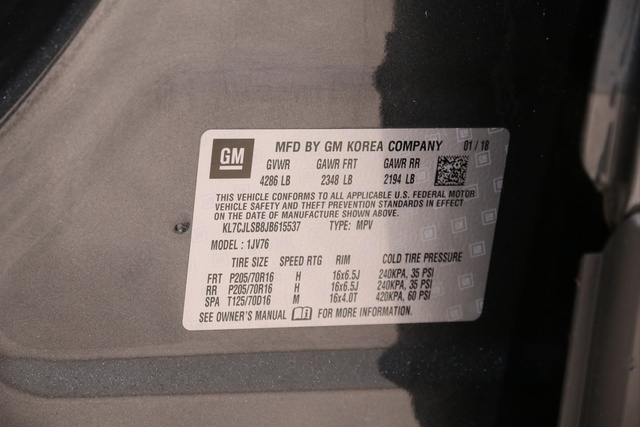 GM
MFD BY GM KOREA COMPANY 01 / 18
GVWR GAWR FRT GAWR RR
4286 LB 2348 LB 2194 LB
THIS VEHICLE CONFORMS TO ALL APPLICABLE U.S. FEDERAL MOTOR
VEHICLE SAFETY AND THEFT PREVENTION STANDARDS IN EFFECT
ON THE DATE OF MANUFACTURE SHOWN ABOVE.
KL7CJLSB8JB615537 TYPE: MPV
MODEL : 1JV76
TIRE SIZE SPEED RTG RIM COLD TIRE PRESSURE
FRT P205/70R16 H 16x6.5J 240KPA, 35 PSI
RR P205/70R16 H 16x6.5J 240KPA, 35 PSI
SPA T125/70D16 M 16x4.0T 420KPA, 60 PSI
SEE OWNER'S MANUAL FOR MORE INFORMATION.